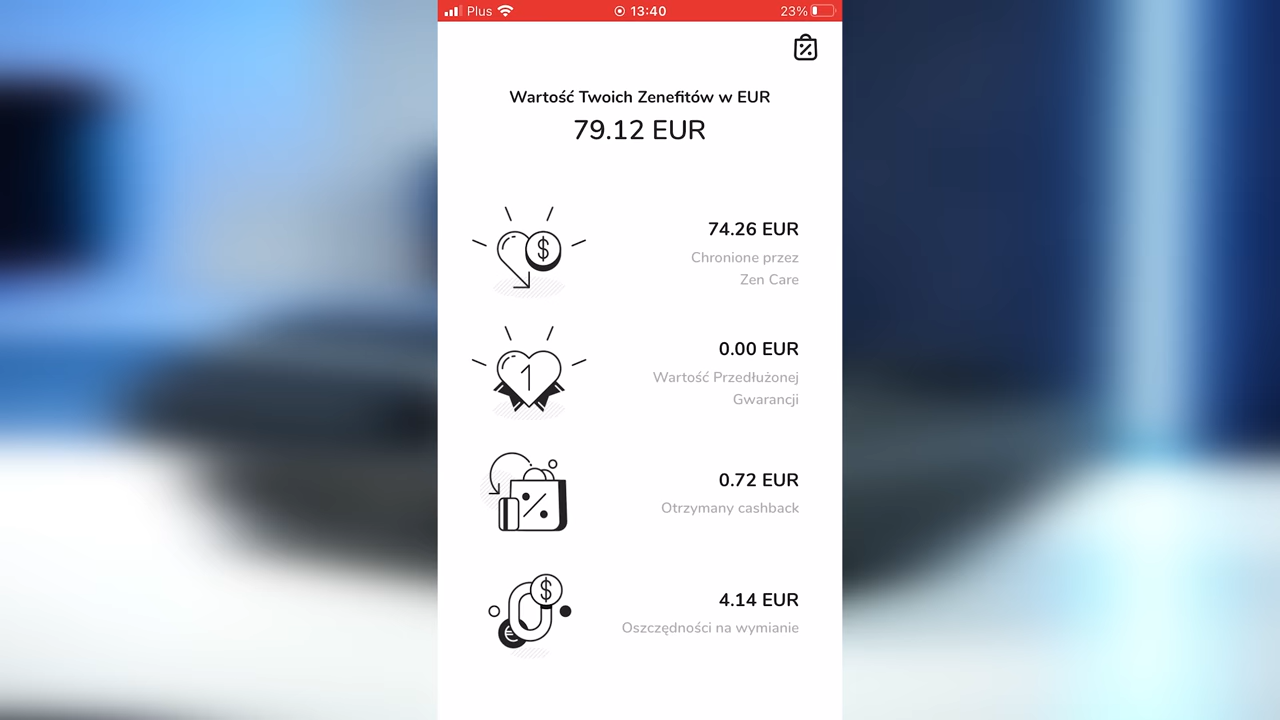 Plus 13:40 23%
Wartość Twoich Zenefitów w EUR
79.12 EUR
74.26 EUR
Chronione przez
Zen Care
1
0.00 EUR
Wartość Przedłużonej
Gwarancji
0.72 EUR
Otrzymany cashback
4.14 EUR
Oszczędności na wymianie